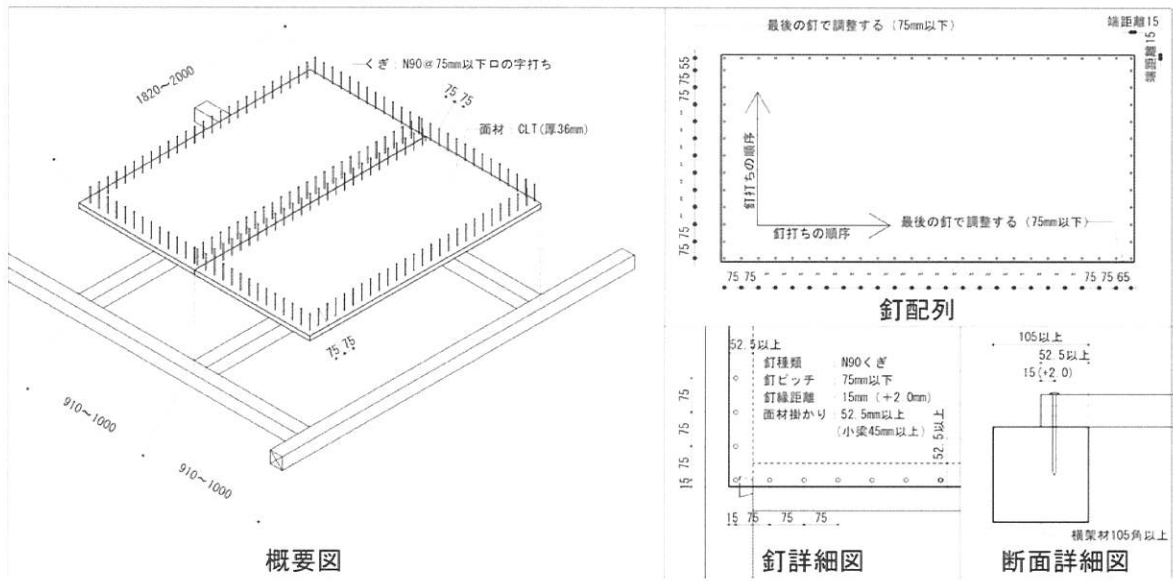 くぎ：N90@75mm以下ロの字打ち
1820～2000
75 75
面材：CLT(厚36mm)
75 75
910～1000
910～1000
概要図
最後の釘で調整する（75mm以下）
端距離15
端距離15
75 75 55
釘打ちの順序
釘打ちの順序
最後の釘で調整する（75mm以下）
75 75
75 75
75 75 65
釘配列
52.5以上
釘種類 ：N90くぎ
釘ピッチ ：75mm以下
釘縁距離 ：15mm（＋2.0mm）
面材掛かり：52.5mm以上
（小梁45mm以上）
52.5以上
15 75 75 75
15 75 75 75
釘詳細図
105以上
52.5以上
15(+2.0)
横架材105角以上
断面詳細図